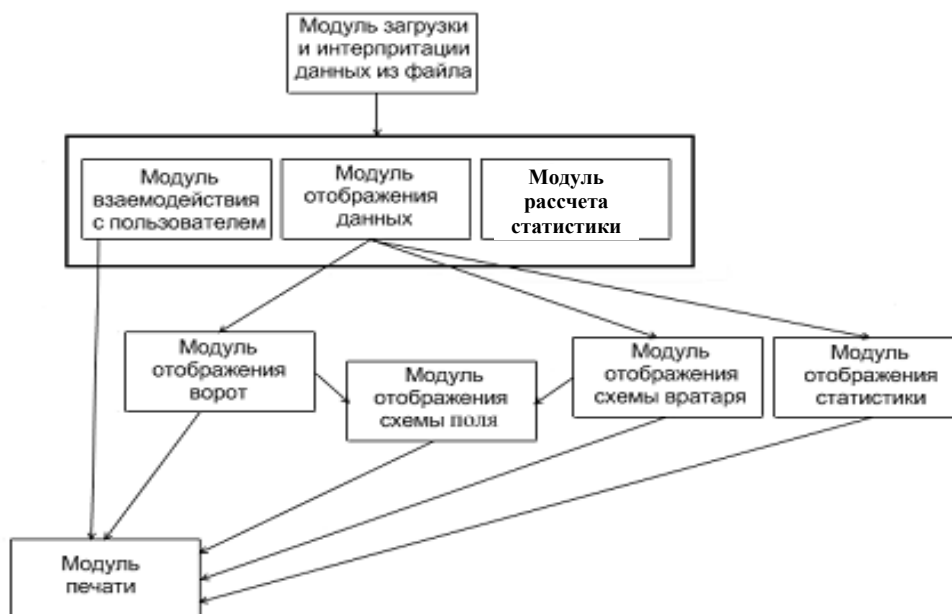 Модуль загрузки
и интерпритации
данных из файла
Модуль
взаемодействия
с пользователем
Модуль
отображения
данных
Модуль
рассчета
статистики
Модуль
отображения
ворот
Модуль
отображения
схемы поля
Модуль
отображения
схемы вратаря
Модуль
отображения
статистики
Модуль
печати